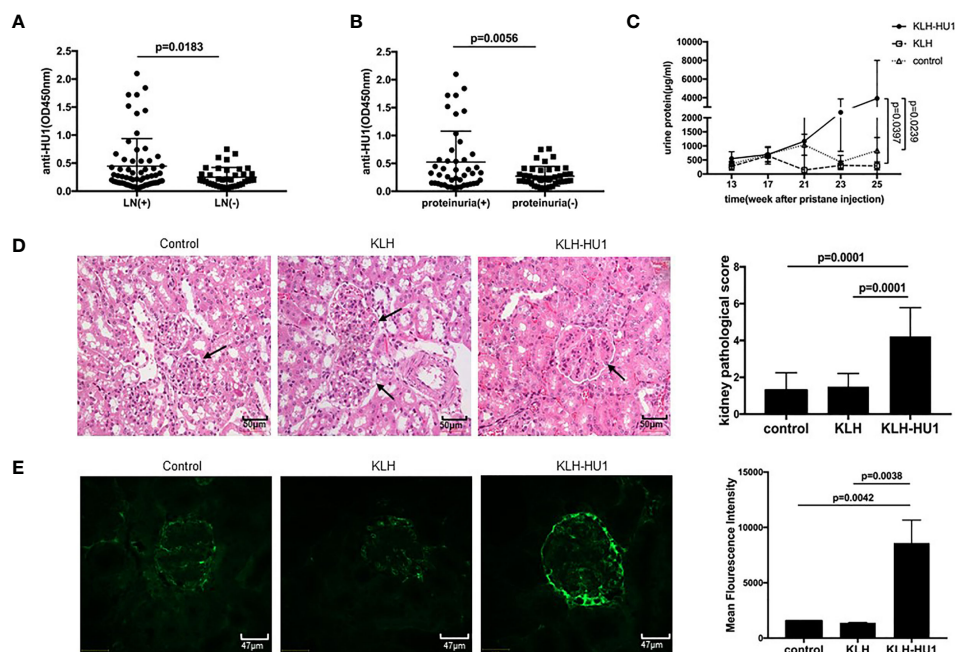 A
p=0.0183
anti-HU1(OD450nm)
2.5
2.0
1.5
1.0
0.5
0.0
LN(+)
LN(-)
B
p=0.0056
anti-HU1(OD450nm)
2.5
2.0
1.5
1.0
0.5
0.0
proteinuria(+)
proteinuria(-)
C
KLH-HU1
KLH
control
urine protein(μg/ml)
10000
8000
6000
4000
2000
1500
1000
500
0
13
17
21
23
25
time(week after pristane injection)
p=0.0397
p=0.0239
D
Control
KLH
KLH-HU1
50μm
50μm
50μm
kidney pathological score
8
6
4
2
0
p=0.0001
p=0.0001
control
KLH
KLH-HU1
E
Control
KLH
KLH-HU1
47μm
47μm
47μm
Mean Flourescence Intensity
15000
10000
5000
0
p=0.0038
p=0.0042
control
KLH
KLH-HU1